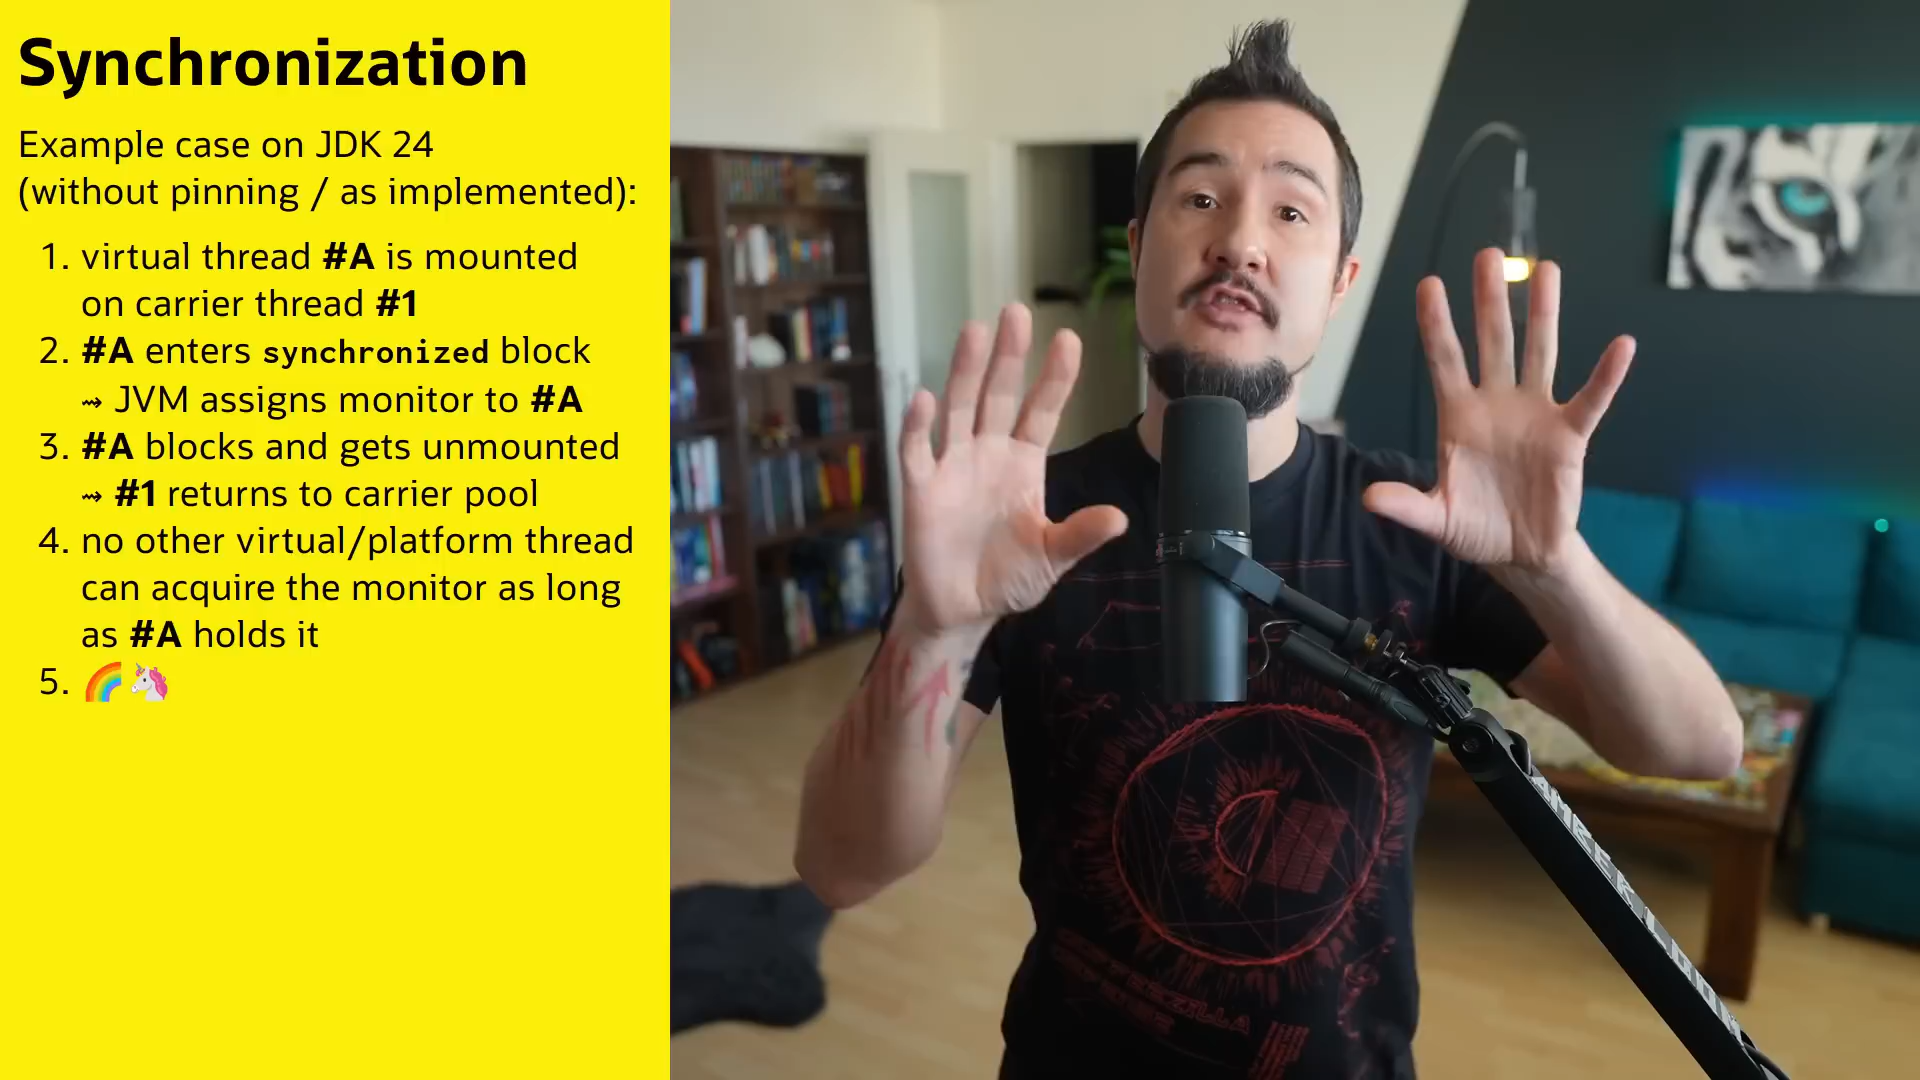 Synchronization
Example case on JDK 24
(without pinning / as implemented):
1. virtual thread #A is mounted
on carrier thread #1
2. #A enters synchronized block
⇝ JVM assigns monitor to #A
3. #A blocks and gets unmounted
⇝ #1 returns to carrier pool
4. no other virtual/platform thread
can acquire the monitor as long
as #A holds it
5. 🌈🦄